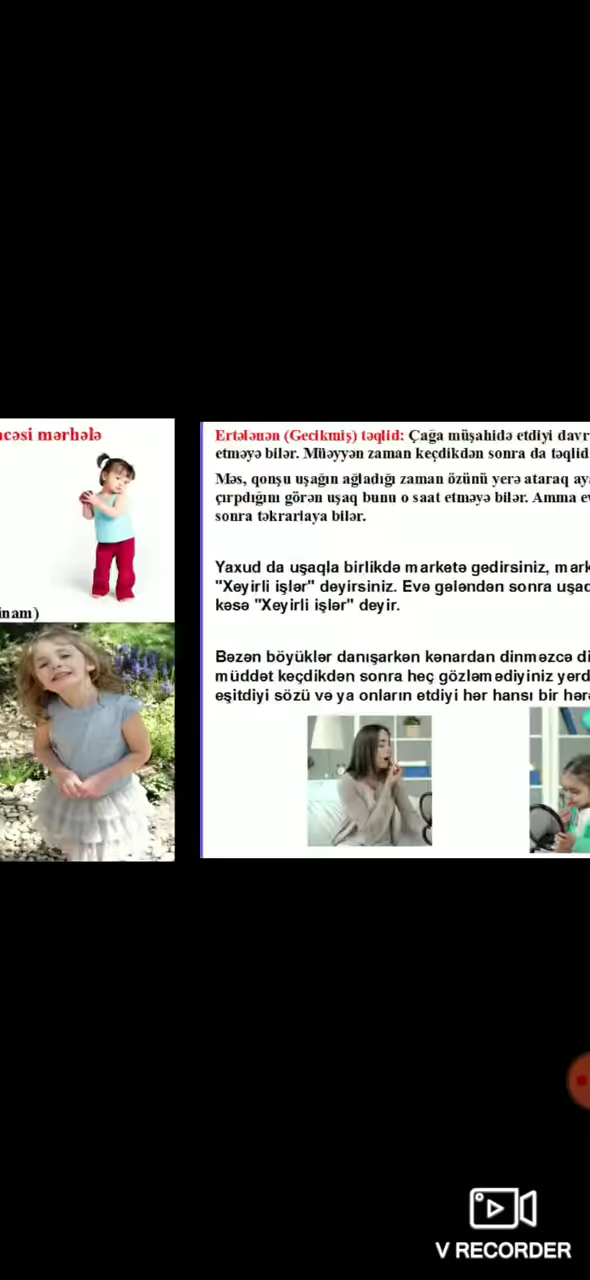 ncəsi mərhələ
inam)
Ertələnən (Gecikmiş) təqlid: Çağa müşahidə etdiyi davr
etməyə bilər. Müəyyən zaman keçdikdən sonra da təqlid
Məs, qonşu uşağın ağladığı zaman özünü yerə ataraq aya
çırpdığını görən uşaq bunu o saat etməyə bilər. Amma ev
sonra təkrarlaya bilər.
Yaxud da uşaqla birlikdə marketə gedirsiniz, mark
"Xeyirli işlər" deyirsiniz. Evə gələndən sonra uşaq
kəsə "Xeyirli işlər" deyir.
Bəzən böyüklər danışarkən kənardan dinməzcə di
müddət keçdikdən sonra heç gözləmədiyiniz yerd
eşitdiyi sözü və ya onların etdiyi hər hansı bir hərə
V RECORDER